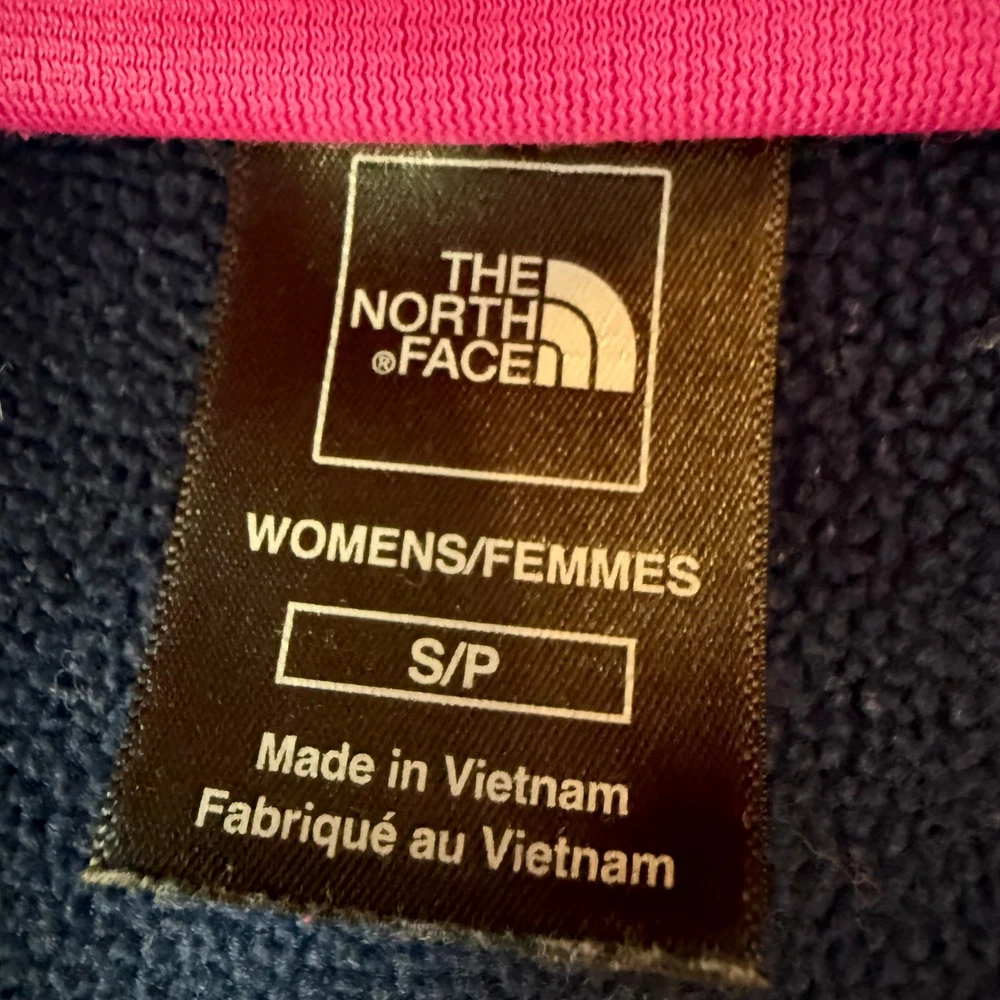 THE
NORTH
®FACE
WOMENS/FEMMES
S/P
Made in Vietnam
Fabriqué au Vietnam